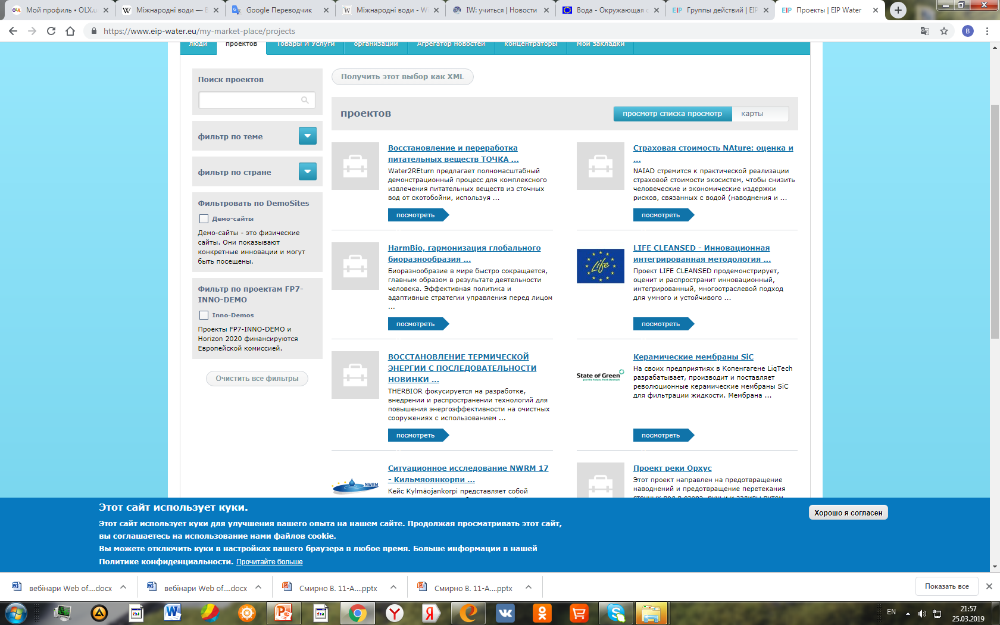 Мой профиль • OLX.u
Міжнародні води — В
Google Переводчик
Міжнародні води - W
IW: учиться | Новости
Вода - Окружающая с
Группы действий | EIP
Проекты | EIP Water
https://www.eip-water.eu/my-market-place/projects
B
люди
проектов
Товары И Услуги
организации
Агрегатор новостей
концентраторы
Мои закладки
Поиск проектов
фильтр по теме
фильтр по стране
Фильтровать по DemoSites
Демо-сайты
Демо-сайты - это физические
сайты. Они показывают
конкретные инновации и могут
быть посещены.
Фильтр по проектам FP7-
INNO-DEMO
Inno-Demos
Проекты FP7-INNO-DEMO и
Horizon 2020 финансируются
Европейской комиссией.
Очистить все фильтры
Получить этот выбор как XML
проектов
просмотр списка просмотр
карты
Восстановление и переработка
питательных веществ ТОЧКА ...
Water2REturn предлагает полномасштабный
демонстрационный процесс для комплексного
извлечения питательных веществ из сточных
вод от скотобойни, используя ...
посмотреть
Страховая стоимость NAture: оценка и
...
NAIAD стремится к практической реализации
страховой стоимости экосистем, чтобы снизить
человеческие и экономические издержки
рисков, связанных с водой (наводнения и ...
посмотреть
HarmBio, гармонизация глобального
биоразнообразия ...
Биоразнообразие в мире быстро сокращается,
главным образом в результате деятельности
человека. Эффективная политика и
адаптивные стратегии управления перед лицом
...
посмотреть
Life
LIFE CLEANSED - Инновационная
интегрированная методология ...
Проект LIFE CLEANSED продемонстрирует,
оценит и распространит инновационный,
интегрированный, многоотраслевой подход
для умного и устойчивого ...
посмотреть
ВОССТАНОВЛЕНИЕ ТЕРМИЧЕСКОЙ
ЭНЕРГИИ С ПОСЛЕДОВАТЕЛЬНОСТИ
НОВИНКИ ...
THERBIOR фокусируется на разработке,
внедрении и распространении технологий для
повышения энергоэффективности на очистных
сооружениях с использованием ...
посмотреть
State of Green
Join the Future. Think Denmark
Керамические мембраны SiC
На своих предприятиях в Копенгагене LiqTech
разрабатывает, производит и поставляет
революционные керамические мембраны SiC
для фильтрации жидкости. Мембрана ...
посмотреть
NWRM
Ситуационное исследование NWRM 17
- Кильмяоянкорпи ...
Кейс Kylmäojankorpi представляет собой
Проект реки Орхус
Этот проект направлен на предотвращение
наводнений и предотвращение перетекания
Этот сайт использует куки.
Этот сайт использует куки для улучшения вашего опыта на нашем сайте. Продолжая просматривать этот сайт,
вы соглашаетесь на использование нами файлов cookie.
Вы можете отключить куки в настройках вашего браузера в любое время. Больше информации в нашей
Политике конфиденциальности. Прочитайте больше
Хорошо я согласен
вебінари Web of....docx
вебінари Web of....docx
Смирно В. 11-А....pptx
Смирно В. 11-А....pptx
Показать все
EN
21:57
25.03.2019